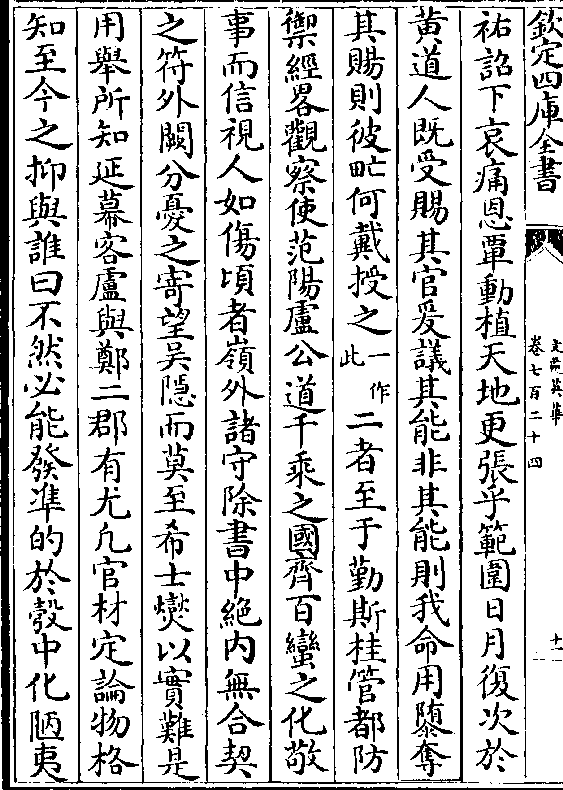 欽定四庫全書
文苑英華
卷七百二十四
十一
祐詔下哀痛恩覃動植天地更張乎範圍日月復次於
黄道人既受賜其官爰議其能非其能則我命用隳奪
其賜則彼甿何戴授之一作此二者至于勤斯桂管都防
禦經畧觀察使范陽盧公道千乘之國齊百蠻之化敬
事而信視人如傷頃者嶺外諸守除書中絶内無合契
之符外闕分憂之寄望吴隱而莫至希士燮以實難是
用舉所知延幕客盧與鄭二郡有尤凡官材定論物格
知至今之抑與誰曰不然必能發凖的於彀中化陋夷